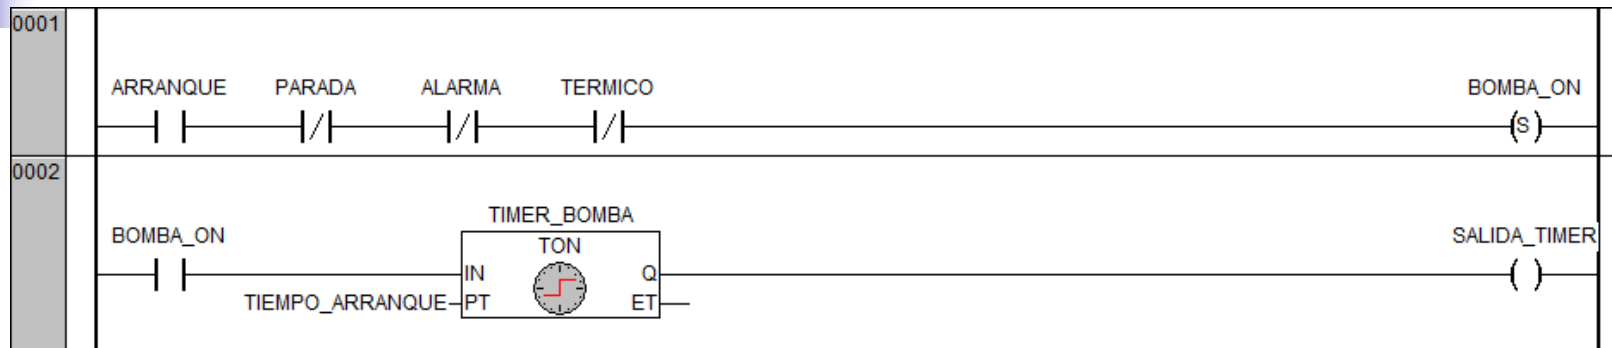 0001
ARRANQUE PARADA ALARMA TERMICO BOMBA_ON
S
0002
TIMER_BOMBA
BOMBA_ON TON SALIDA_TIMER
IN Q
TIEMPO_ARRANQUE PT ET